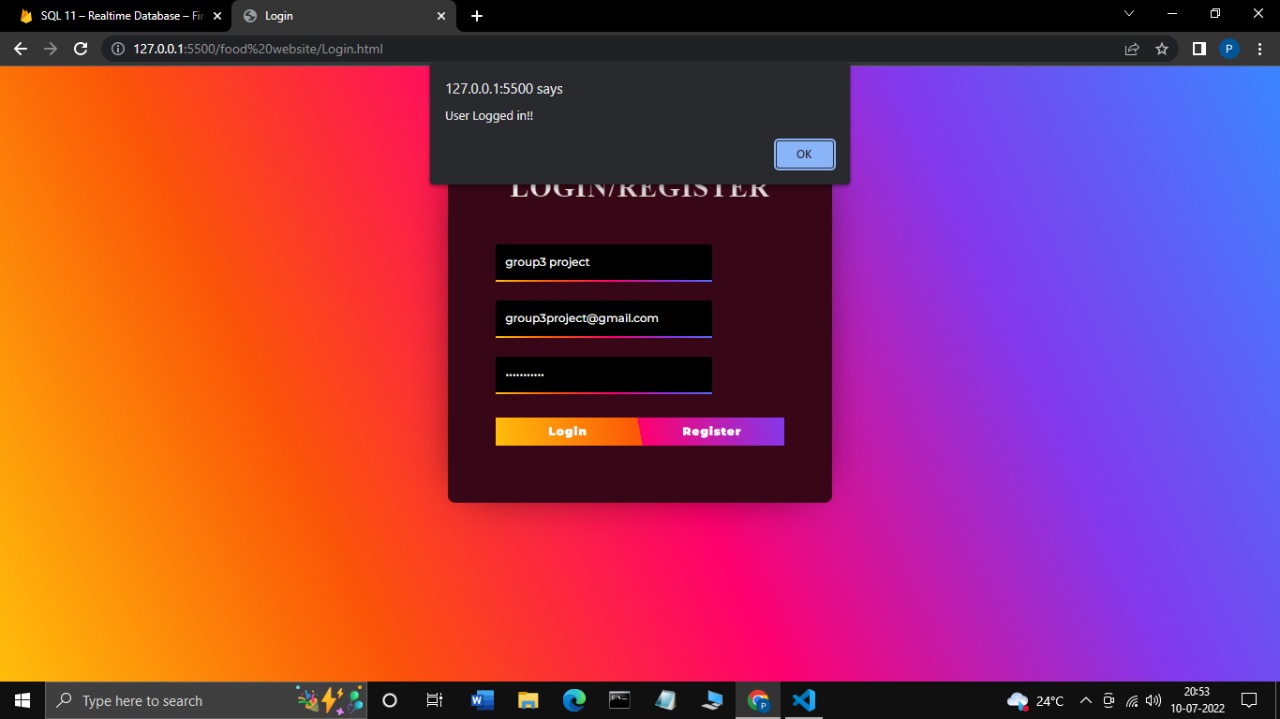 SQL 11 – Realtime Database – Fir
Login
127.0.0.1:5500/food%20website/Login.html
P
127.0.0.1:5500 says
User Logged in!!
OK
LOGIN/REGISTER
group3 project
group3project@gmail.com
•••••••••••
Login Register
Type here to search
24°C
20:53
10-07-2022